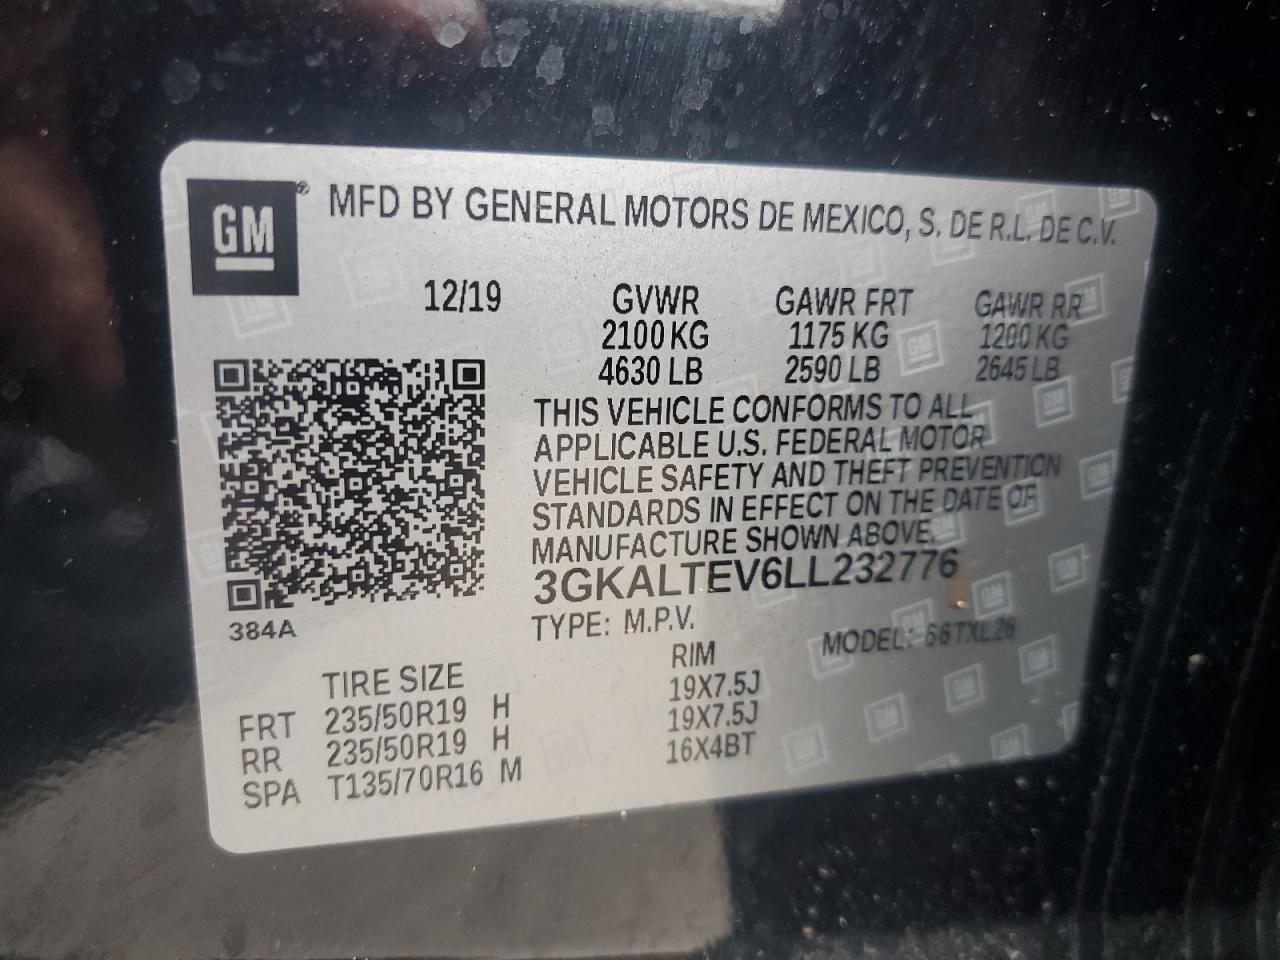 GM ® MFD BY GENERAL MOTORS DE MEXICO, S. DE R.L. DE C.V.
12/19 GVWR GAWR FRT GAWR RR
2100 KG 1175 KG 1200 KG
4630 LB 2590 LB 2645 LB
THIS VEHICLE CONFORMS TO ALL
APPLICABLE U.S. FEDERAL MOTOR
VEHICLE SAFETY AND THEFT PREVENTION
STANDARDS IN EFFECT ON THE DATE OF
MANUFACTURE SHOWN ABOVE.
3GKALTEV6LL232776
384A
TYPE: M.P.V. MODEL: 66TXL26
TIRE SIZE RIM
FRT 235/50R19 H 19X7.5J
RR 235/50R19 H 19X7.5J
SPA T135/70R16 M 16X4BT